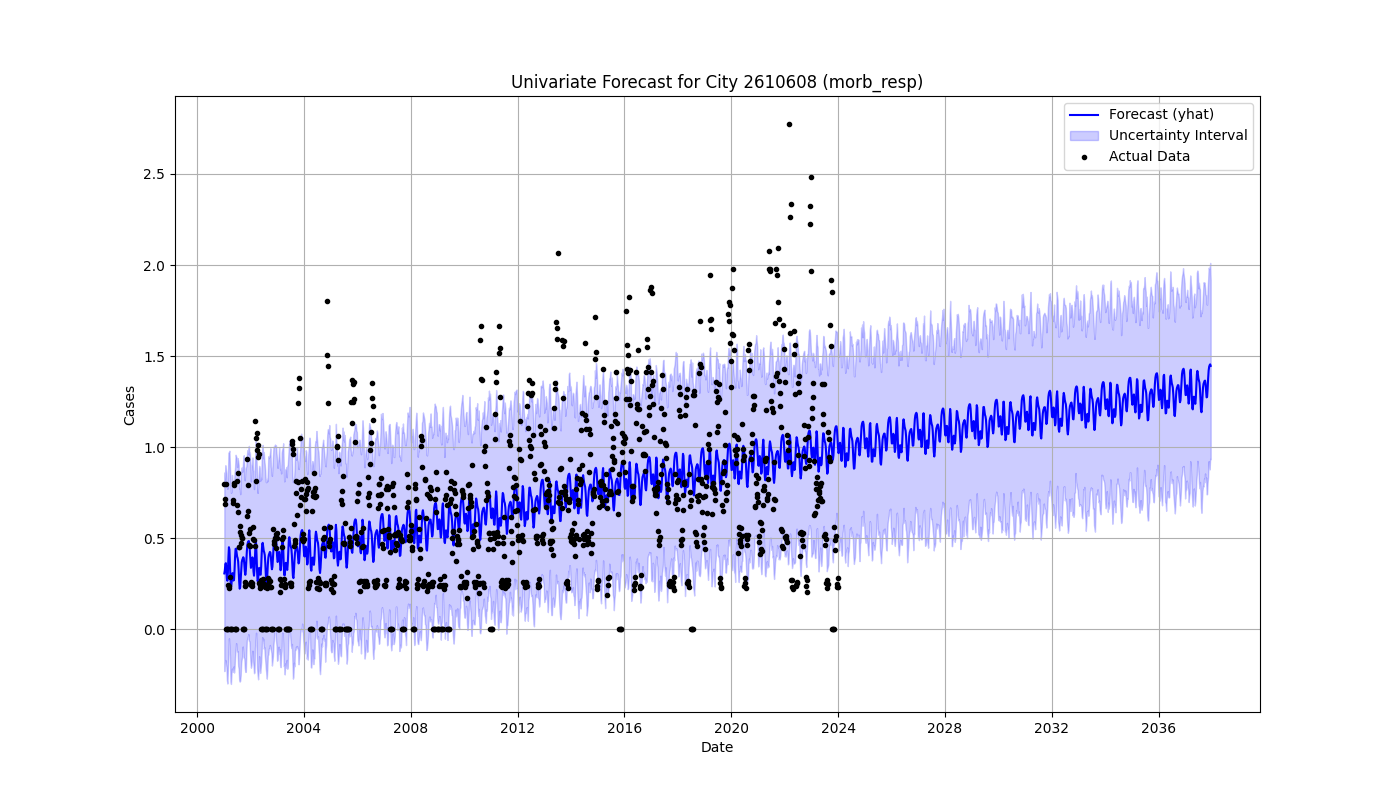 Univariate Forecast for City 2610608 (morb_resp)
Forecast (yhat)
Uncertainty Interval
Actual Data
Cases
2.5
2.0
1.5
1.0
0.5
0.0
2000 2004 2008 2012 2016 2020 2024 2028 2032 2036
Date